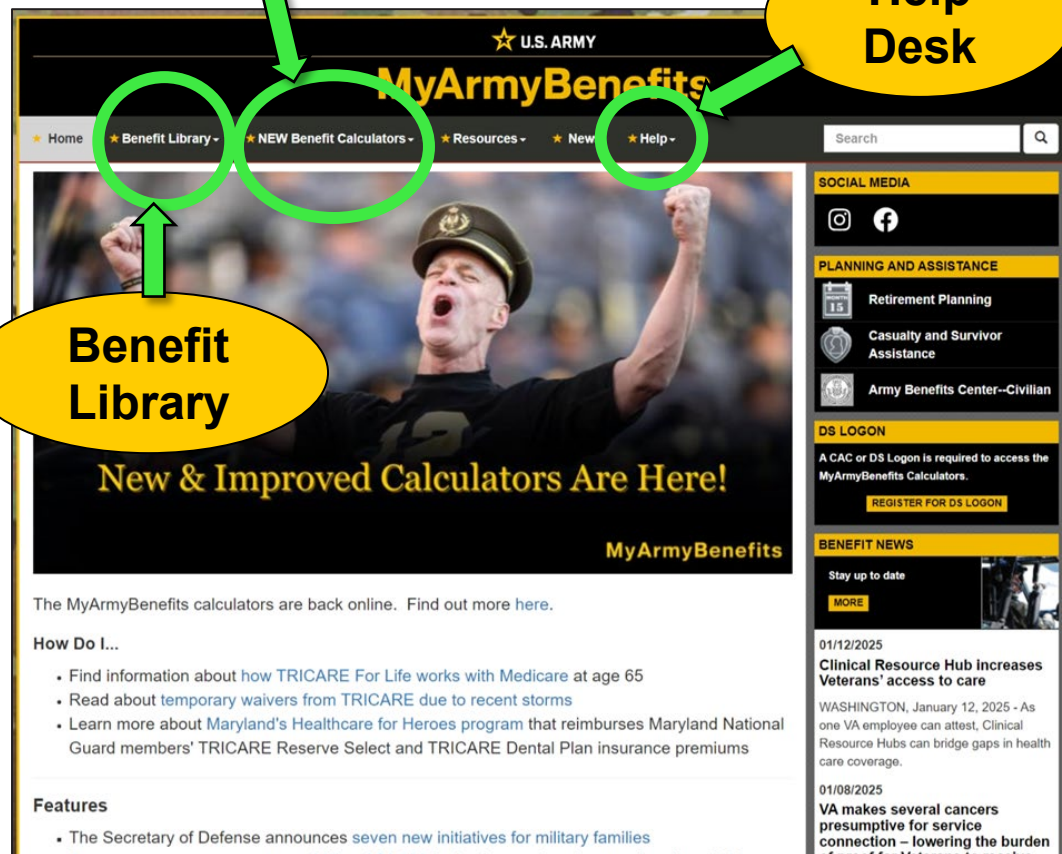 Help
Desk
U.S. ARMY
MyArmyBenefits
Home
Benefit Library
NEW Benefit Calculators
Resources
New
Help
Search
Benefit
Library
12
New & Improved Calculators Are Here!
MyArmyBenefits
The MyArmyBenefits calculators are back online. Find out more here.
How Do I...
• Find information about how TRICARE For Life works with Medicare at age 65
• Read about temporary waivers from TRICARE due to recent storms
• Learn more about Maryland's Healthcare for Heroes program that reimburses Maryland National
Guard members' TRICARE Reserve Select and TRICARE Dental Plan insurance premiums
Features
• The Secretary of Defense announces seven new initiatives for military families
SOCIAL MEDIA
PLANNING AND ASSISTANCE
MONTH
15
Retirement Planning
Casualty and Survivor
Assistance
Army Benefits Center--Civilian
DS LOGON
A CAC or DS Logon is required to access the
MyArmyBenefits Calculators.
REGISTER FOR DS LOGON
BENEFIT NEWS
Stay up to date
MORE
01/12/2025
Clinical Resource Hub increases
Veterans' access to care
WASHINGTON, January 12, 2025 - As
one VA employee can attest, Clinical
Resource Hubs can bridge gaps in health
care coverage.
01/08/2025
VA makes several cancers
presumptive for service
connection – lowering the burden